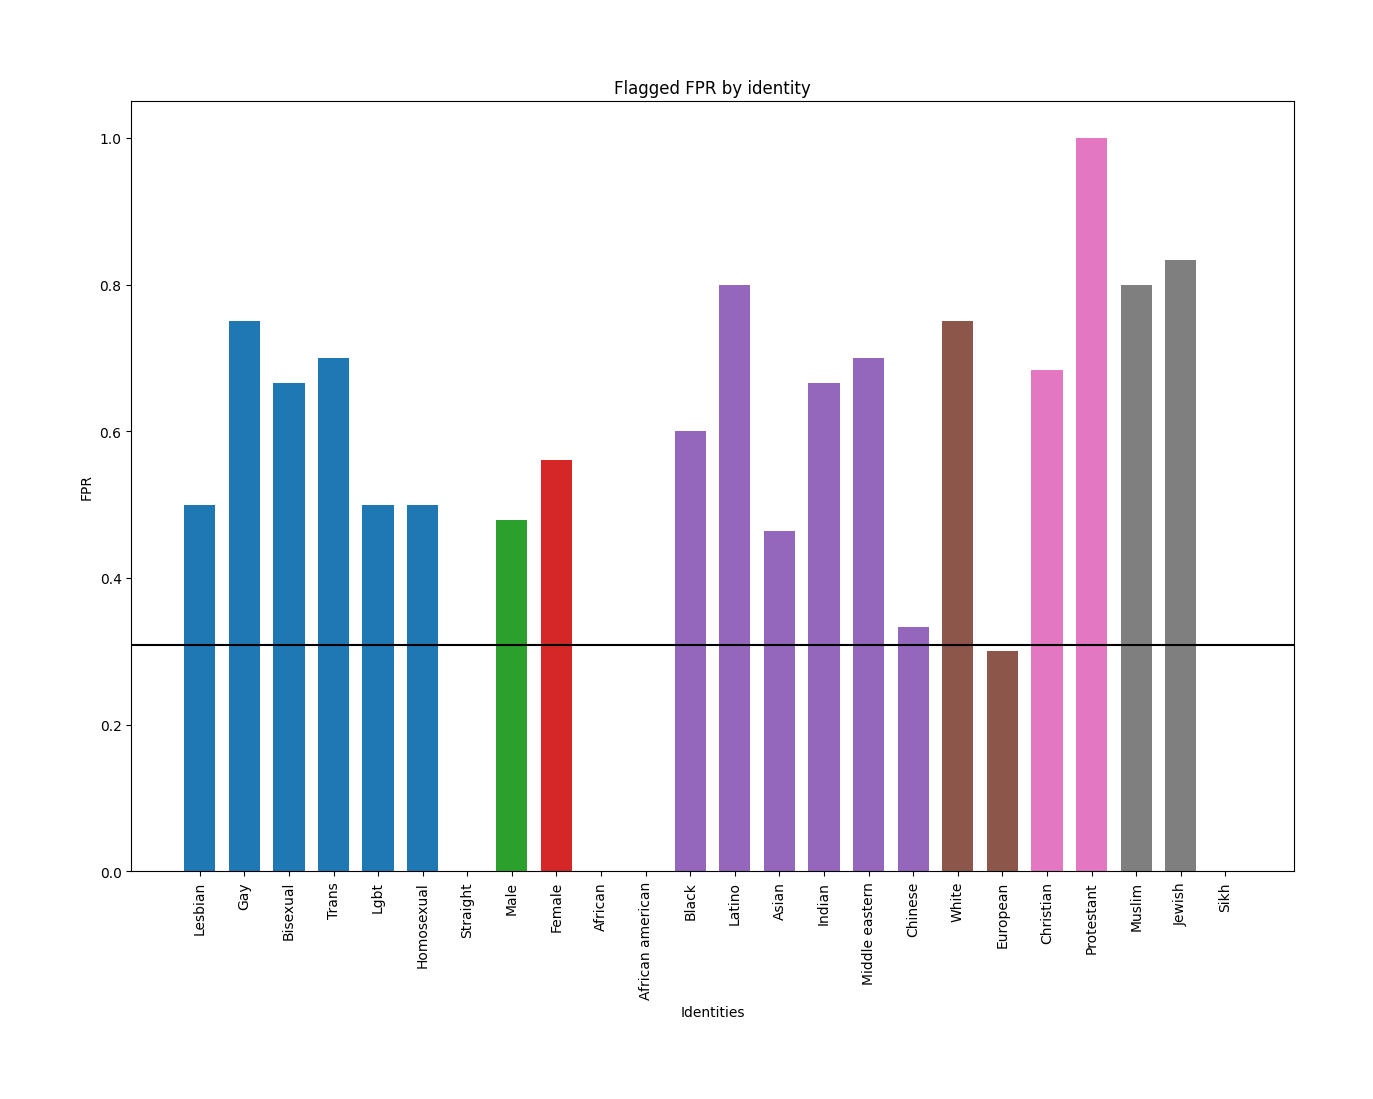 Flagged FPR by identity
1.0
0.8
0.6
0.4
0.2
0.0
FPR
Lesbian
Gay
Bisexual
Trans
Lgbt
Homosexual
Straight
Male
Female
African
African american
Black
Latino
Asian
Indian
Middle eastern
Chinese
White
European
Christian
Protestant
Muslim
Jewish
Sikh
Identities